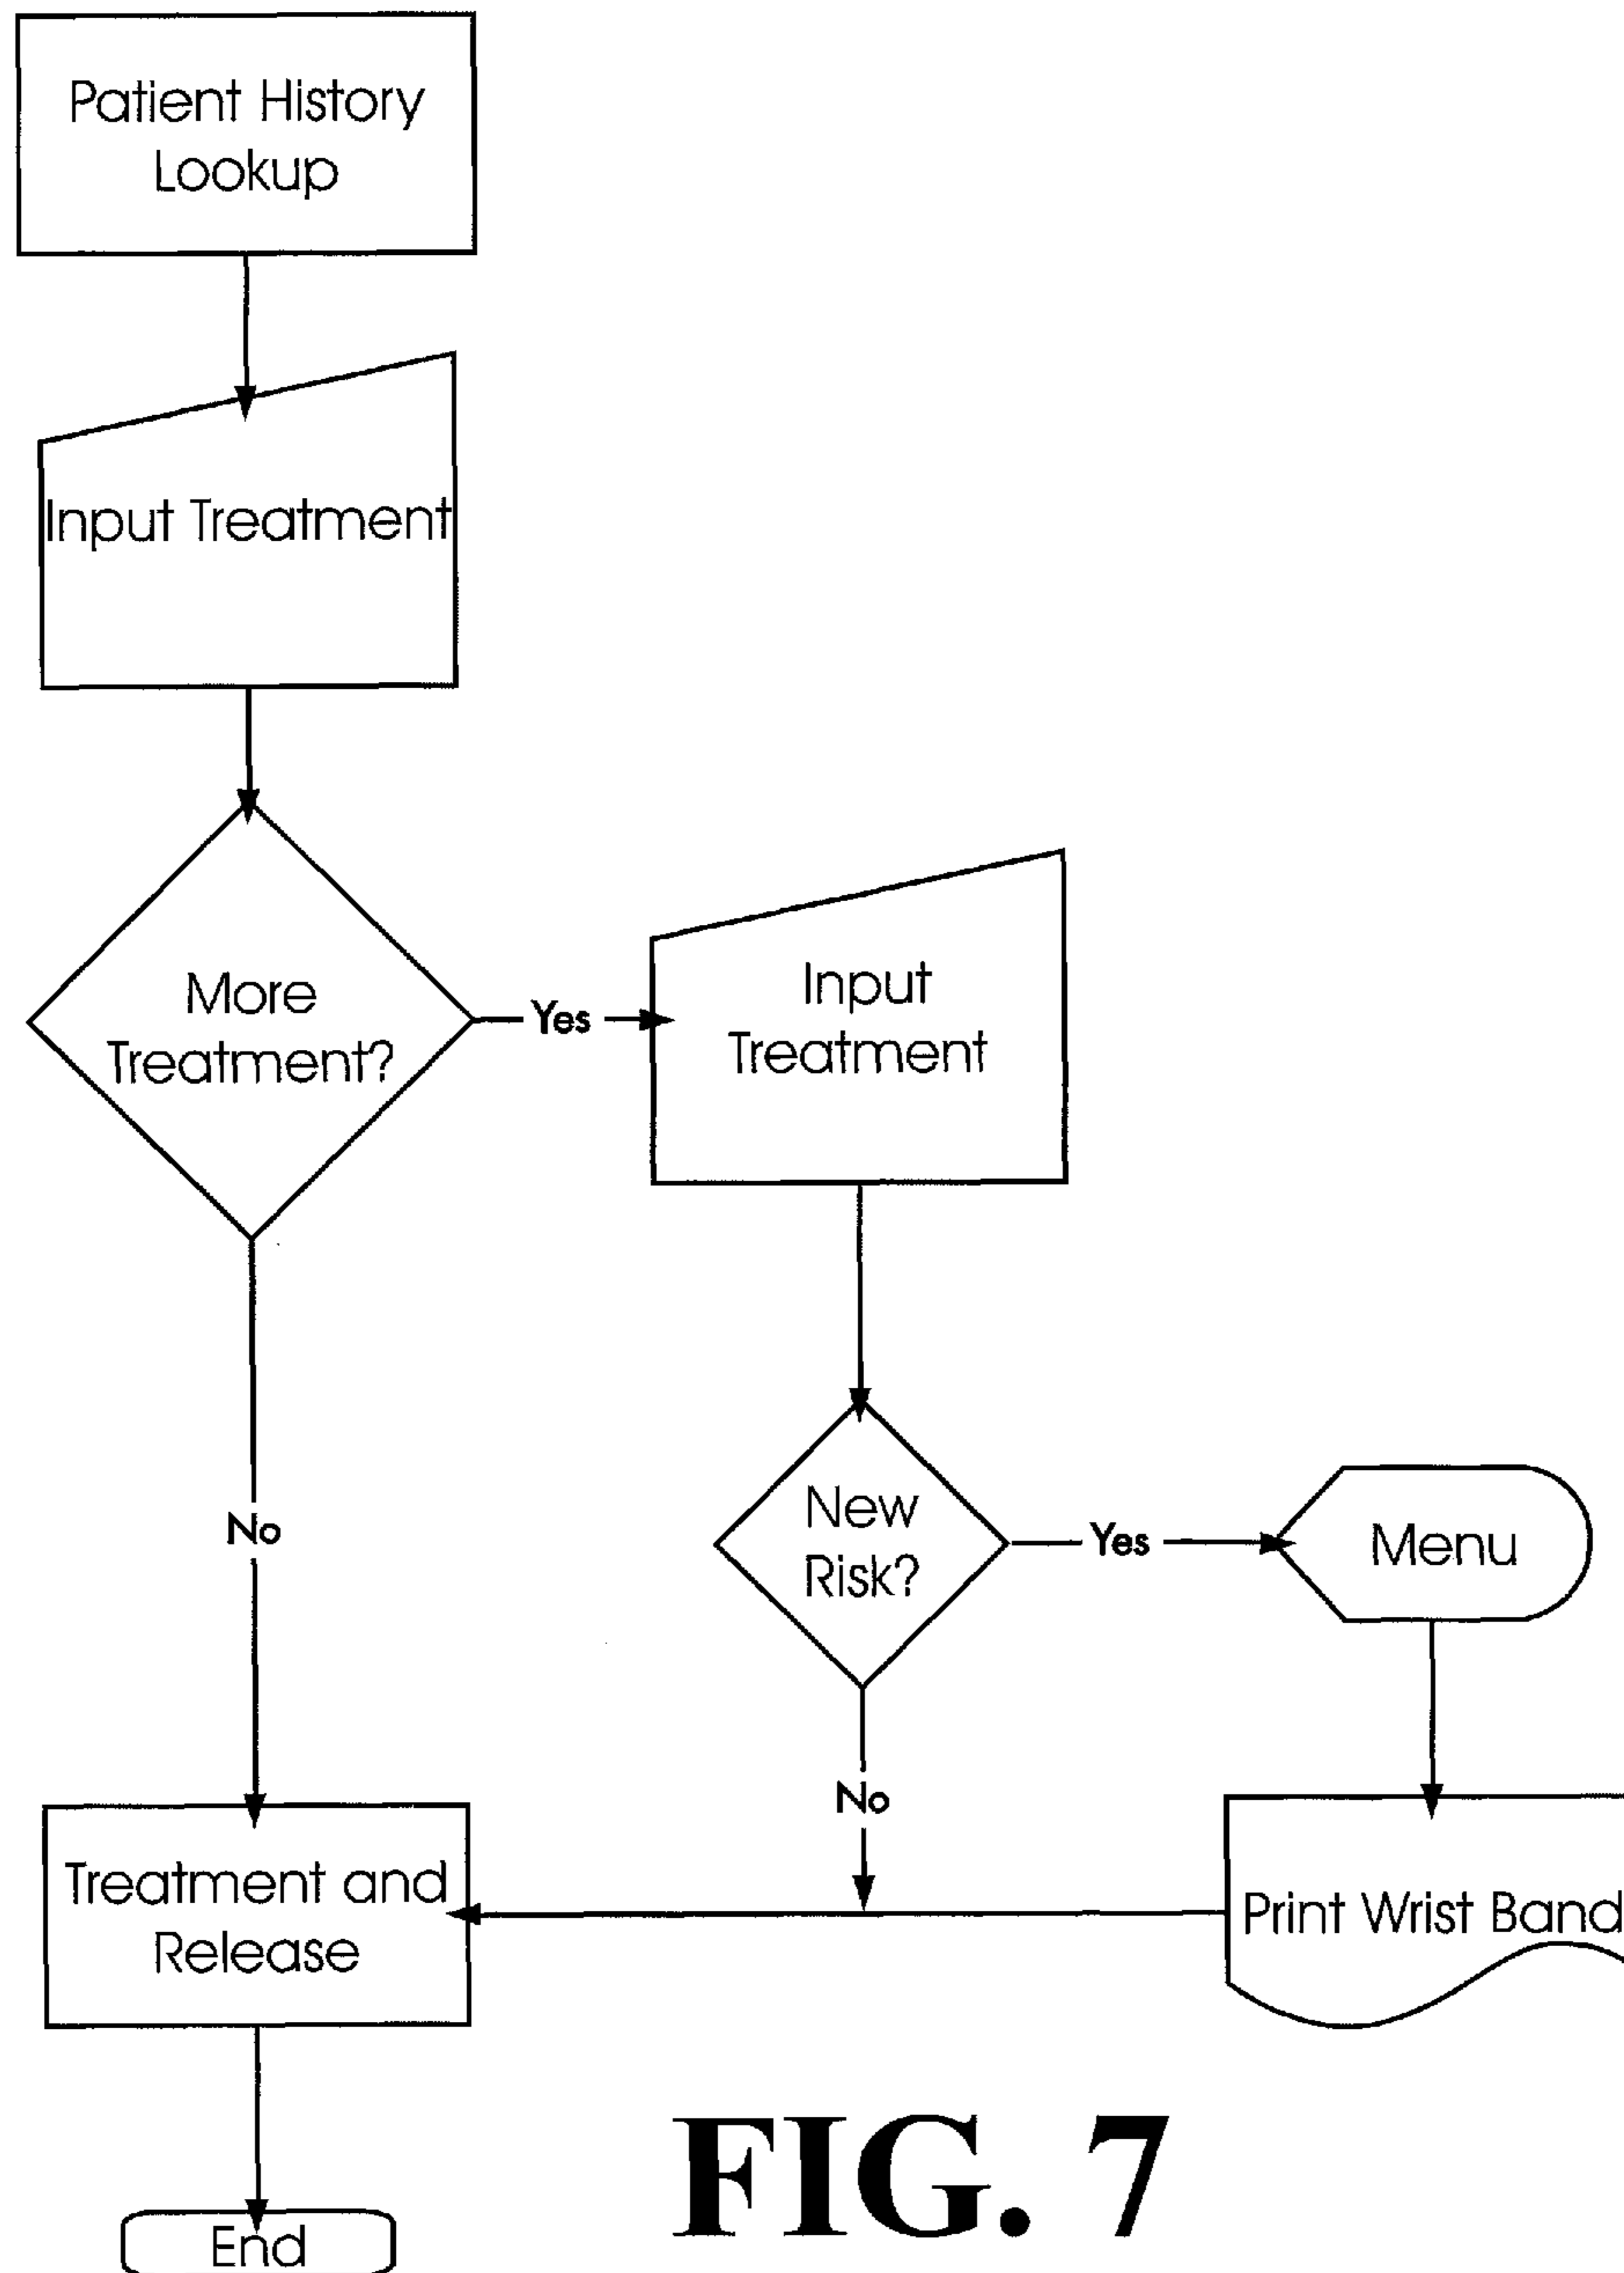 Patient History
Lookup
Input Treatment
More
Treatment?
Yes
Input
Treatment
No
New
Risk?
Yes
Menu
No
Treatment and
Release
Print Wrist Band
End
FIG. 7